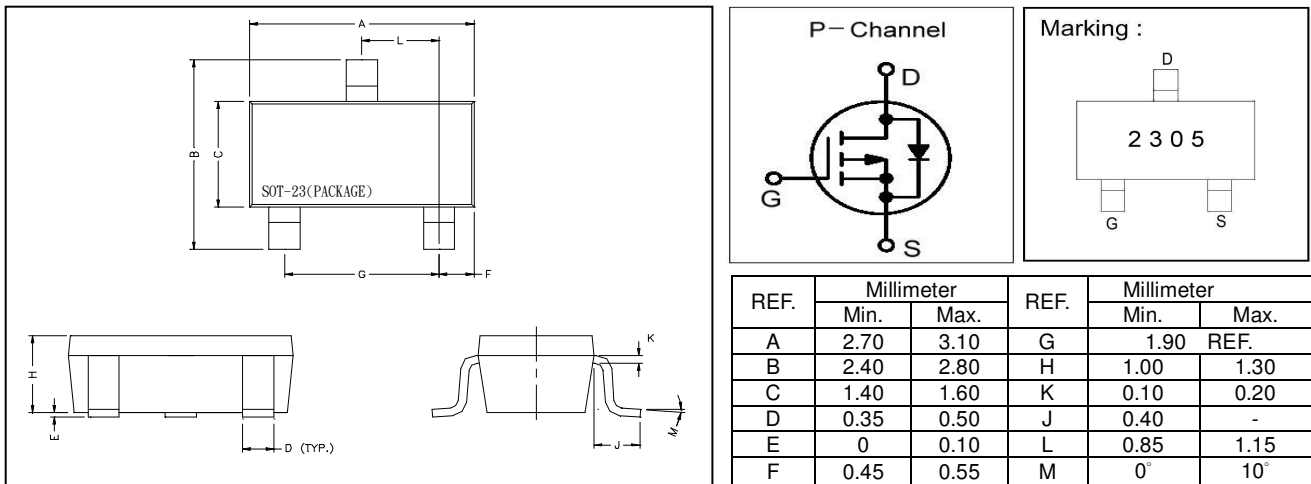 A
L
B
C
SOT-23(PACKAGE)
G
F
H
E
D (TYP.)
K
J
M
P-Channel
D
G
S
Marking :
D
2305
G
S
REF. Millimeter REF. Millimeter
Min. Max. Min. Max.
A 2.70 3.10 G 1.90 REF.
B 2.40 2.80 H 1.00 1.30
C 1.40 1.60 K 0.10 0.20
D 0.35 0.50 J 0.40 -
E 0 0.10 L 0.85 1.15
F 0.45 0.55 M 0° 10°